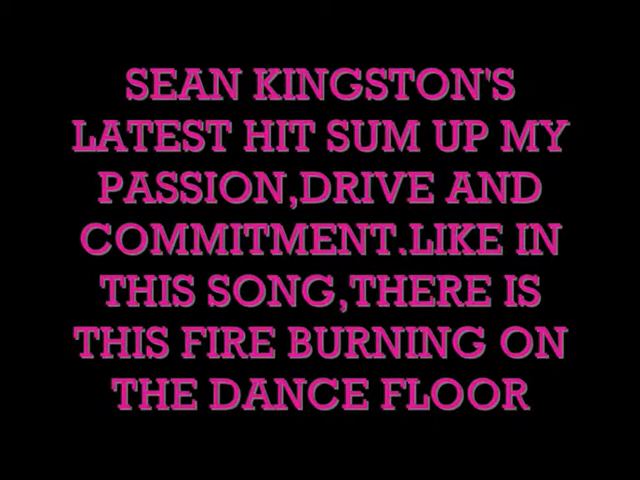 SEAN KINGSTON'S
LATEST HIT SUM UP MY
PASSION,DRIVE AND
COMMITMENT.LIKE IN
THIS SONG,THERE IS
THIS FIRE BURNING ON
THE DANCE FLOOR